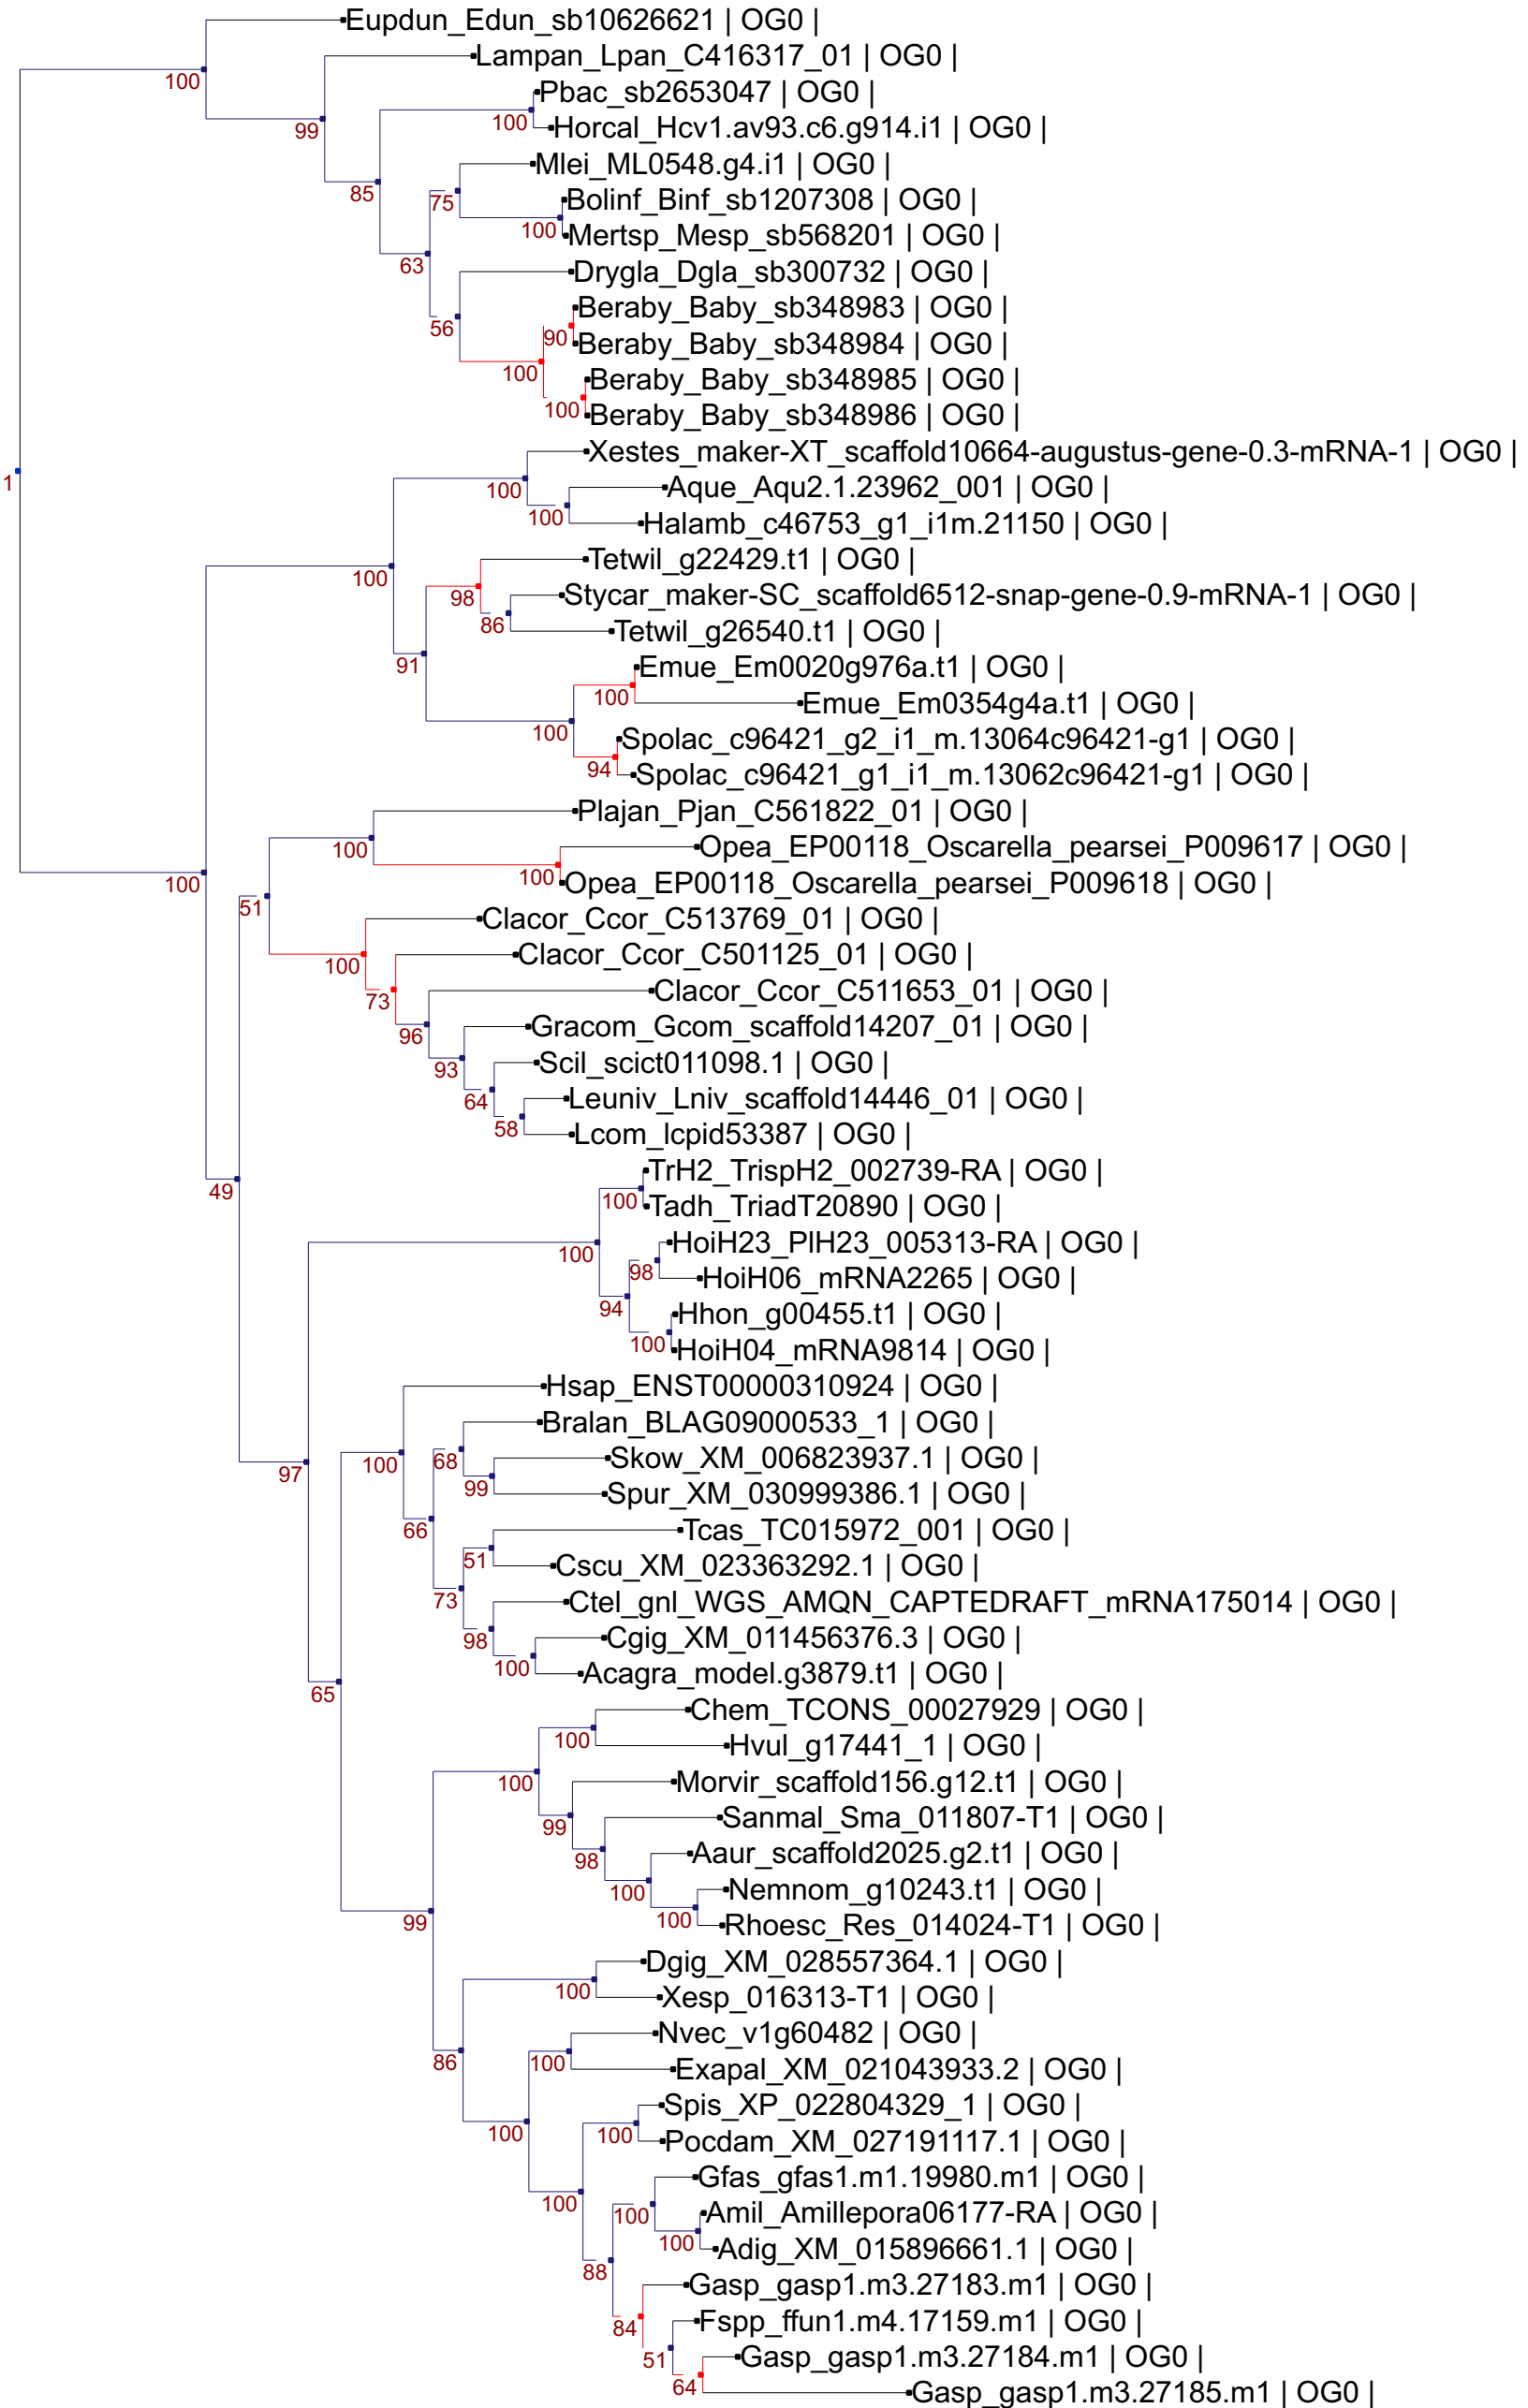 Eupdun_Edun_sb10626621 | OG0 |
Lampan_Lpan_C416317_01 | OG0 |
100
Pbac_sb2653047 | OG0 |
100
Horcal_Hcv1.av93.c6.g914.i1 | OG0 |
99
Mlei_ML0548.g4.i1 | OG0 |
85
75
Bolinf_Binf_sb1207308 | OG0 |
100
Mertsp_Mesp_sb568201 | OG0 |
63
Drygla_Dgla_sb300732 | OG0 |
Beraby_Baby_sb348983 | OG0 |
56
90
Beraby_Baby_sb348984 | OG0 |
100
Beraby_Baby_sb348985 | OG0 |
100
Beraby_Baby_sb348986 | OG0 |
Xestes_maker-XT_scaffold10664-augustus-gene-0.3-mRNA-1 | OG0 |
1
100
Aque_Aqu2.1.23962_001 | OG0 |
100
Halamb_c46753_g1_i1m.21150 | OG0 |
Tetwil_g22429.t1 | OG0 |
100
98
Stycar_maker-SC_scaffold6512-snap-gene-0.9-mRNA-1 | OG0 |
86
Tetwil_g26540.t1 | OG0 |
91
Emue_Em0020g976a.t1 | OG0 |
100
Emue_Em0354g4a.t1 | OG0 |
100
Spolac_c96421_g2_i1_m.13064c96421-g1 | OG0 |
94
Spolac_c96421_g1_i1_m.13062c96421-g1 | OG0 |
Plajan_Pjan_C561822_01 | OG0 |
100
Opea_EP00118_Oscarella_pearsei_P009617 | OG0 |
100
100
Opea_EP00118_Oscarella_pearsei_P009618 | OG0 |
51
Clacor_Ccor_C513769_01 | OG0 |
100
Clacor_Ccor_C501125_01 | OG0 |
73
Clacor_Ccor_C511653_01 | OG0 |
96
Gracom_Gcom_scaffold14207_01 | OG0 |
93
Scil_scict011098.1 | OG0 |
64
Leuniv_Lniv_scaffold14446_01 | OG0 |
58
Lcom_lcpid53387 | OG0 |
TrH2_TrispH2_002739-RA | OG0 |
49
100
Tadh_TriadT20890 | OG0 |
HoiH23_PlH23_005313-RA | OG0 |
100
98
HoiH06_mRNA2265 | OG0 |
94
Hhon_g00455.t1 | OG0 |
100
HoiH04_mRNA9814 | OG0 |
Hsap_ENST00000310924 | OG0 |
Bralan_BLAG09000533_1 | OG0 |
97
100
68
Skow_XM_006823937.1 | OG0 |
99
Spur_XM_030999386.1 | OG0 |
66
Tcas_TC015972_001 | OG0 |
51
Cscu_XM_023363292.1 | OG0 |
73
Ctel_gnl_WGS_AMQN_CAPTEDRAFT_mRNA175014 | OG0 |
98
Cgig_XM_011456376.3 | OG0 |
100
Acagra_model.g3879.t1 | OG0 |
65
Chem_TCONS_00027929 | OG0 |
100
Hvul_g17441_1 | OG0 |
100
Morvir_scaffold156.g12.t1 | OG0 |
99
Sanmal_Sma_011807-T1 | OG0 |
98
Aaur_scaffold2025.g2.t1 | OG0 |
100
Nemnom_g10243.t1 | OG0 |
99
100
Rhoesc_Res_014024-T1 | OG0 |
Dgig_XM_028557364.1 | OG0 |
100
Xesp_016313-T1 | OG0 |
Nvec_v1g60482 | OG0 |
86
100
Exapal_XM_021043933.2 | OG0 |
Spis_XP_022804329_1 | OG0 |
100
100
Pocdam_XM_027191117.1 | OG0 |
Gfas_gfas1.m1.19980.m1 | OG0 |
100
100
Amil_Amillepora06177-RA | OG0 |
100
Adig_XM_015896661.1 | OG0 |
88
Gasp_gasp1.m3.27183.m1 | OG0 |
84
Fspp_ffun1.m4.17159.m1 | OG0 |
51
Gasp_gasp1.m3.27184.m1 | OG0 |
64
Gasp_gasp1.m3.27185.m1 | OG0 |